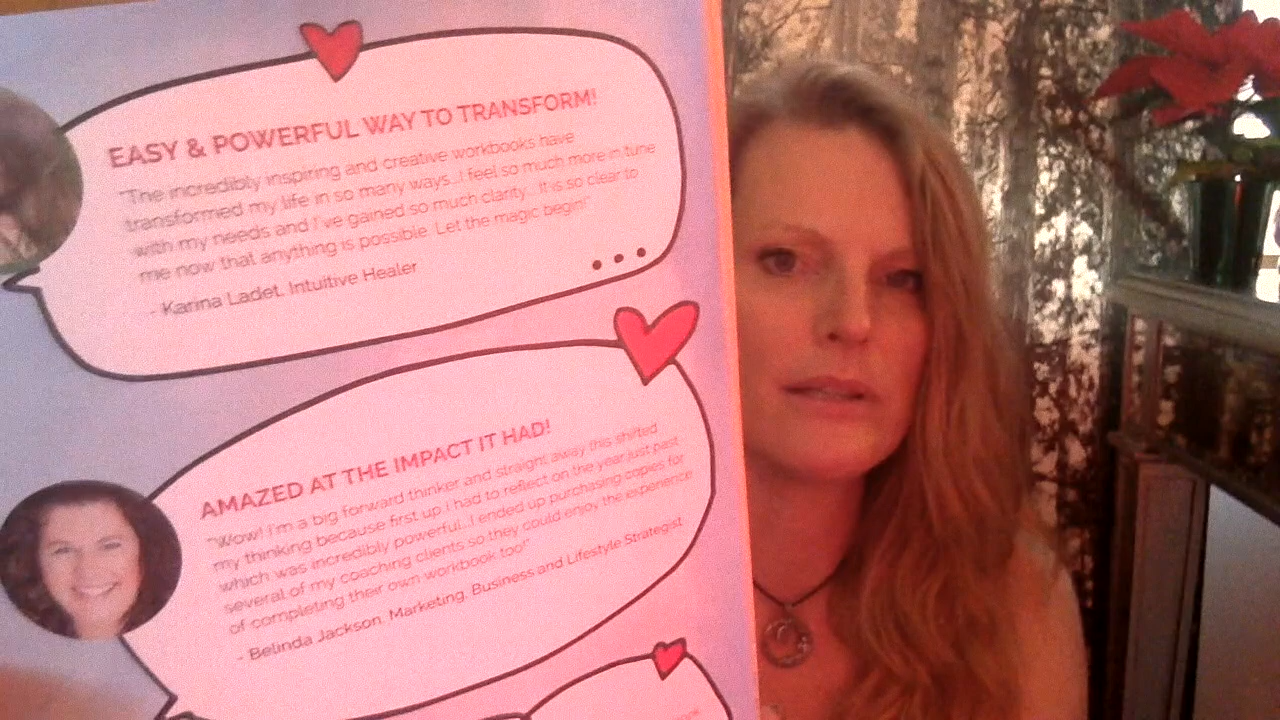 EASY & POWERFUL WAY TO TRANSFORM!
"The incredibly inspiring and creative workbooks have
transformed my life in so many ways...I feel so much more in tune
with my needs and I've gained so much clarity... It is so clear to
me now that anything is possible. Let the magic begin!"
- Karina Ladet, Intuitive Healer
AMAZED AT THE IMPACT IT HAD!
"Wow! I'm a big forward thinker and straight away this shifted
my thinking because first up I had to reflect on the year just past
which was incredibly powerful...I ended up purchasing copies for
several of my coaching clients so they could enjoy the experience
of completing their own workbook too!"
- Belinda Jackson, Marketing, Business and Lifestyle Strategist